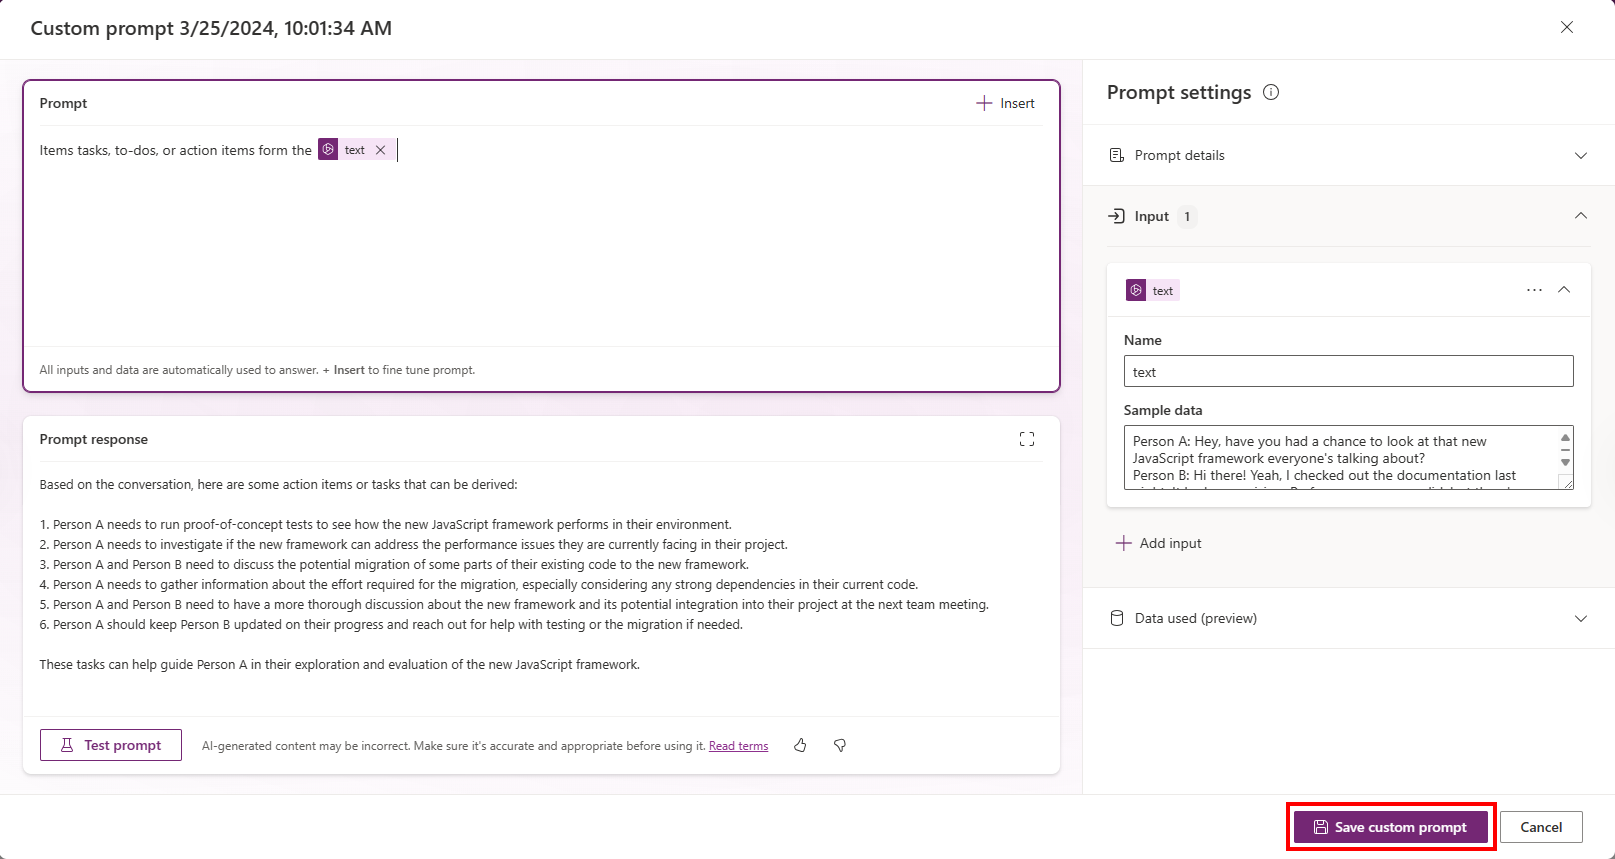 Custom prompt 3/25/2024, 10:01:34 AM
Prompt
Insert
Items tasks, to-dos, or action items form the text
All inputs and data are automatically used to answer. + Insert to fine tune prompt.
Prompt response
Based on the conversation, here are some action items or tasks that can be derived:
1. Person A needs to run proof-of-concept tests to see how the new JavaScript framework performs in their environment.
2. Person A needs to investigate if the new framework can address the performance issues they are currently facing in their project.
3. Person A and Person B need to discuss the potential migration of some parts of their existing code to the new framework.
4. Person A needs to gather information about the effort required for the migration, especially considering any strong dependencies in their current code.
5. Person A and Person B need to have a more thorough discussion about the new framework and its potential integration into their project at the next team meeting.
6. Person A should keep Person B updated on their progress and reach out for help with testing or the migration if needed.
These tasks can help guide Person A in their exploration and evaluation of the new JavaScript framework.
Test prompt
AI-generated content may be incorrect. Make sure it's accurate and appropriate before using it. Read terms
Prompt settings
Prompt details
Input 1
text
Name
text
Sample data
Person A: Hey, have you had a chance to look at that new
JavaScript framework everyone's talking about?
Person B: Hi there! Yeah, I checked out the documentation last
Add input
Data used (preview)
Save custom prompt
Cancel